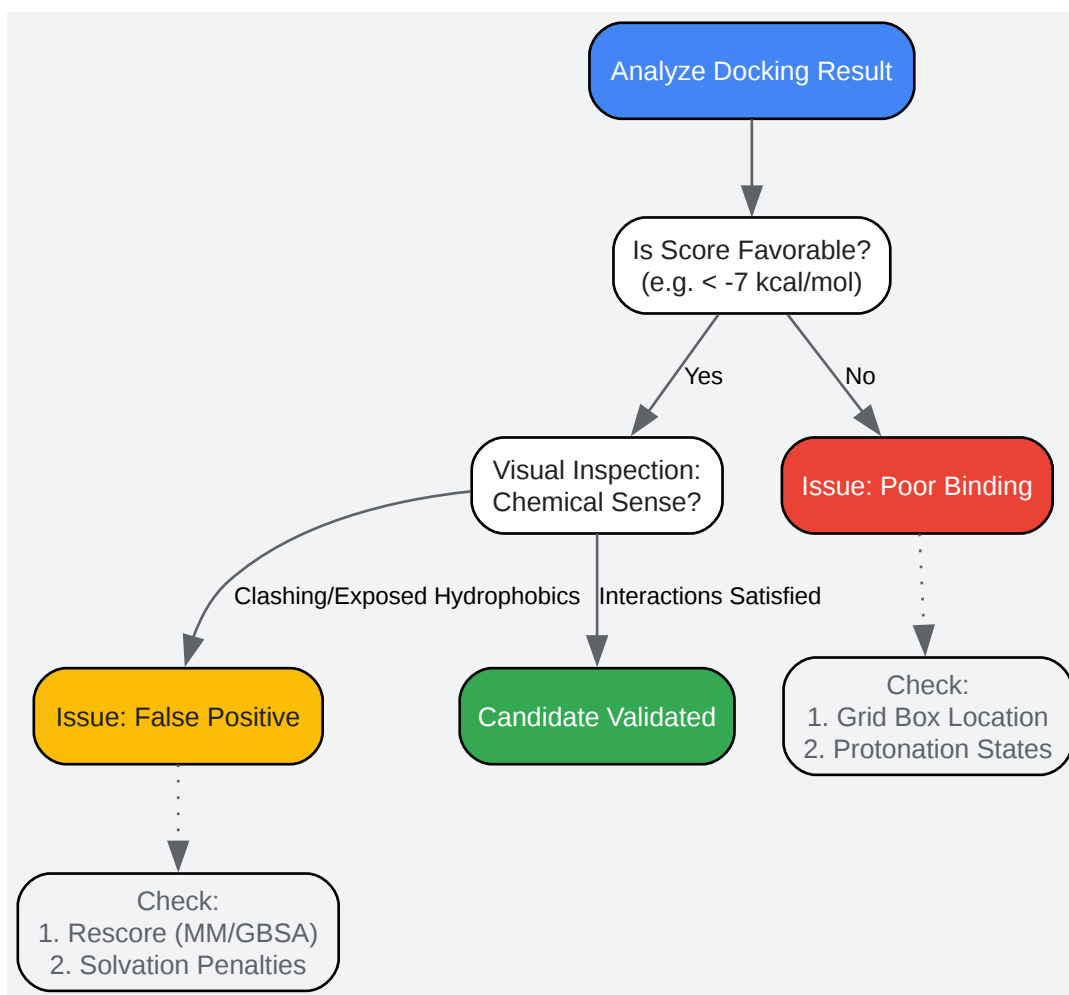 Analyze Docking Result
Is Score Favorable?
(e.g. < -7 kcal/mol)
Yes
No
Visual Inspection:
Chemical Sense?
Issue: Poor Binding
Clashing/Exposed Hydrophobics
Interactions Satisfied
Issue: False Positive
Candidate Validated
Check:
1. Grid Box Location
2. Protonation States
Check:
1. Rescore (MM/GBSA)
2. Solvation Penalties